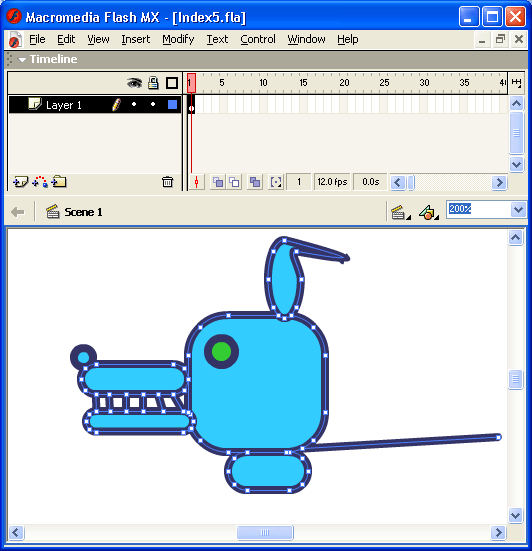 Macromedia Flash MX - [Index5.fla]
File Edit View Insert Modify Text Control Window Help
Timeline
1 5 10 15 20 25 30 35 40
Layer 1
1 12.0 fps 0.0s
Scene 1 200%